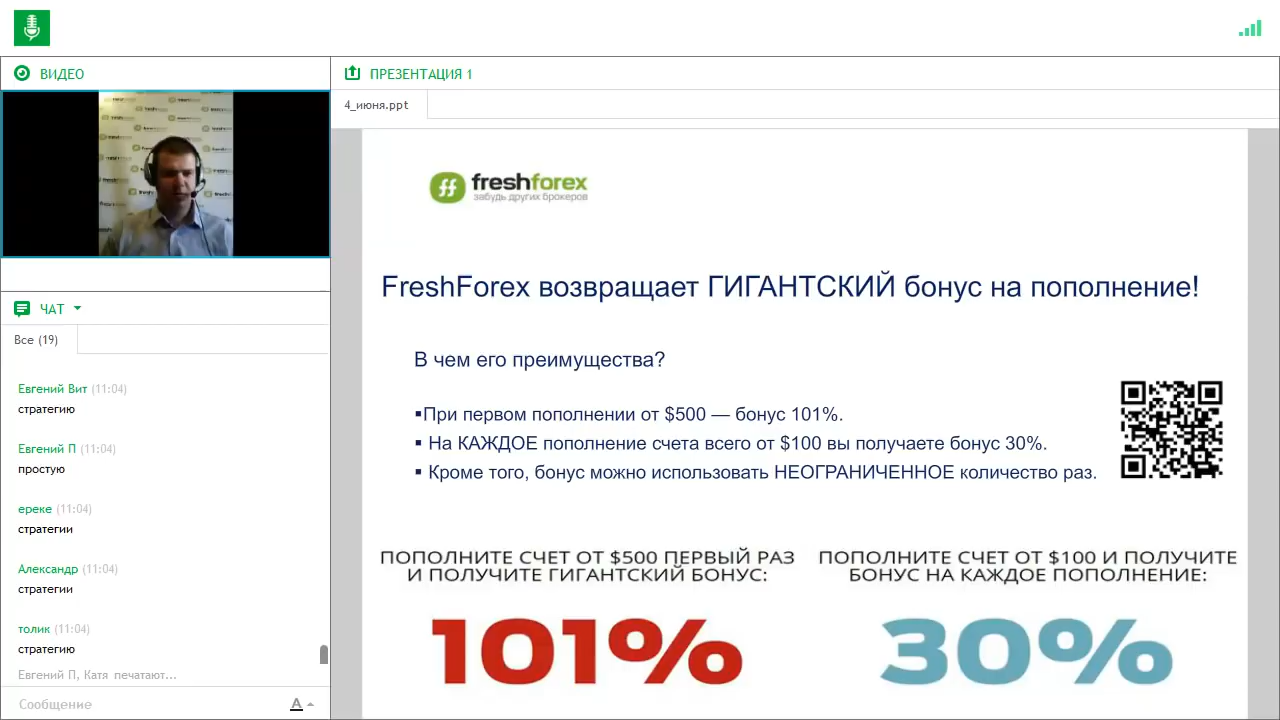 ВИДЕО
ПРЕЗЕНТАЦИЯ 1
4_июня.ppt
freshforex
забудь других брокеров
FreshForex возвращает ГИГАНТСКИЙ бонус на пополнение!
В чем его преимущества?
▪При первом пополнении от $500 — бонус 101%.
▪ На КАЖДОЕ пополнение счета всего от $100 вы получаете бонус 30%.
▪ Кроме того, бонус можно использовать НЕОГРАНИЧЕННОЕ количество раз.
ПОПОЛНИТЕ СЧЕТ ОТ $500 ПЕРВЫЙ РАЗ
И ПОЛУЧИТЕ ГИГАНТСКИЙ БОНУС:
101%
ПОПОЛНИТЕ СЧЕТ ОТ $100 И ПОЛУЧИТЕ
БОНУС НА КАЖДОЕ ПОПОЛНЕНИЕ:
30%
ЧАТ
Все (19)
Евгений Вит (11:04)
стратегию
Евгений П (11:04)
простую
ереке (11:04)
стратегии
Александр (11:04)
стратегии
толик (11:04)
стратегию
Евгений П, Катя печатают...
Сообщение
A